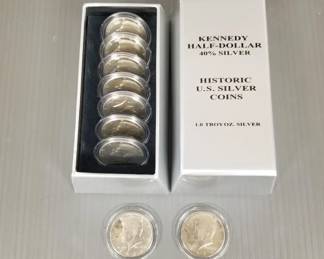 KENNEDY
HALF-DOLLAR
40% SILVER
HISTORIC
U.S. SILVER
COINS
1.0 TROY OZ. SILVER